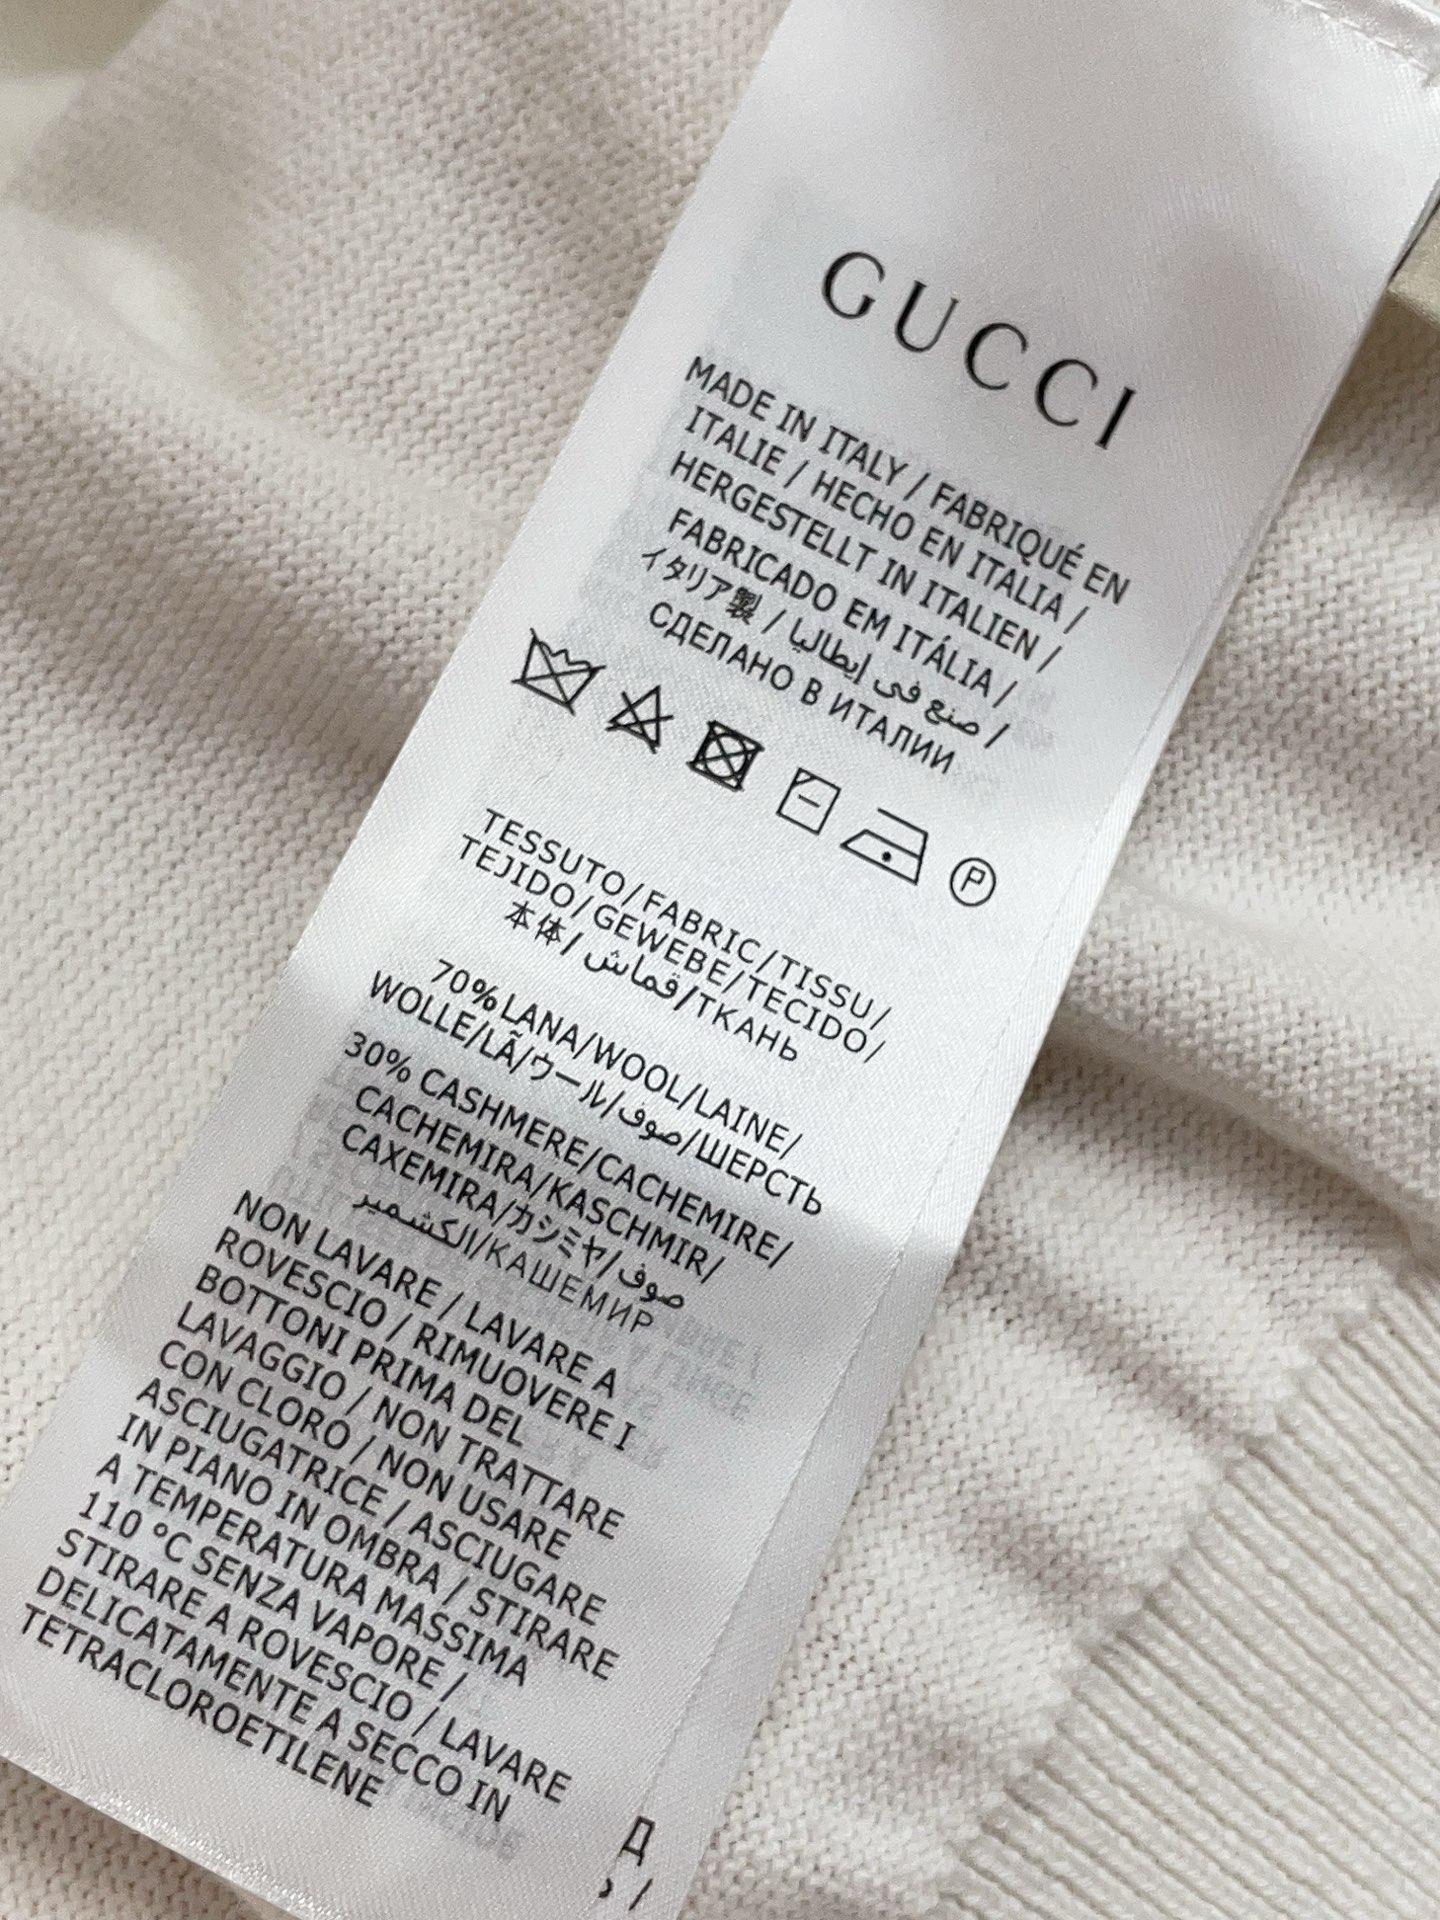 GUCCI
MADE IN ITALY / FABRIQUÉ EN
ITALIE / HECHO EN ITALIA /
HERGESTELLT IN ITALIEN /
FABRICADO EM ITÁLIA /
イタリア製 / صنع في إيطاليا /
СДЕЛАНО В ИТАЛИИ
P
TESSUTO/FABRIC/TISSU/
TEJIDO/GEWEBE/TECIDO/
本体/قماش/ТКАНЬ
70%LANA/WOOL/LAINE/
WOLLE/LÃ/ウール/صوف/ШЕРСТЬ
30% CASHMERE/CACHEMIRE/
CACHEMIRA/KASCHMIR/
CAXEMIRA/カシミヤ/صوف
الكشمير/КАШЕМИР
NON LAVARE / LAVARE A
ROVESCIO / RIMUOVERE I
BOTTONI PRIMA DEL
LAVAGGIO / NON TRATTARE
CON CLORO / NON USARE
ASCIUGATRICE / ASCIUGARE
IN PIANO IN OMBRA / STIRARE
A TEMPERATURA MASSIMA
110 °C SENZA VAPORE /
STIRARE A ROVESCIO / LAVARE
DELICATAMENTE A SECCO IN
TETRACLOROETILENE
Д
/